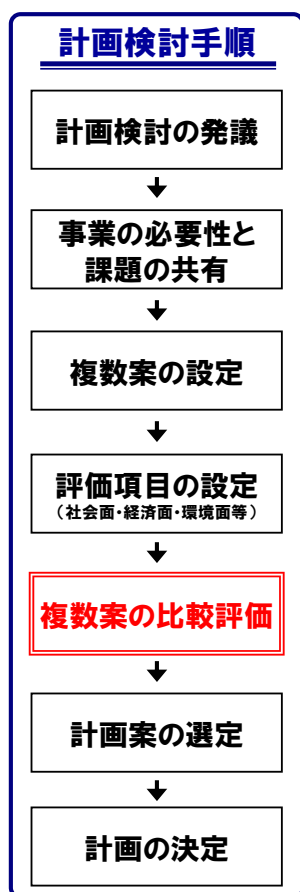 計画検討手順
計画検討の発議
事業の必要性と
課題の共有
複数案の設定
評価項目の設定
（社会面・経済面・環境面等）
複数案の比較評価
計画案の選定
計画の決定